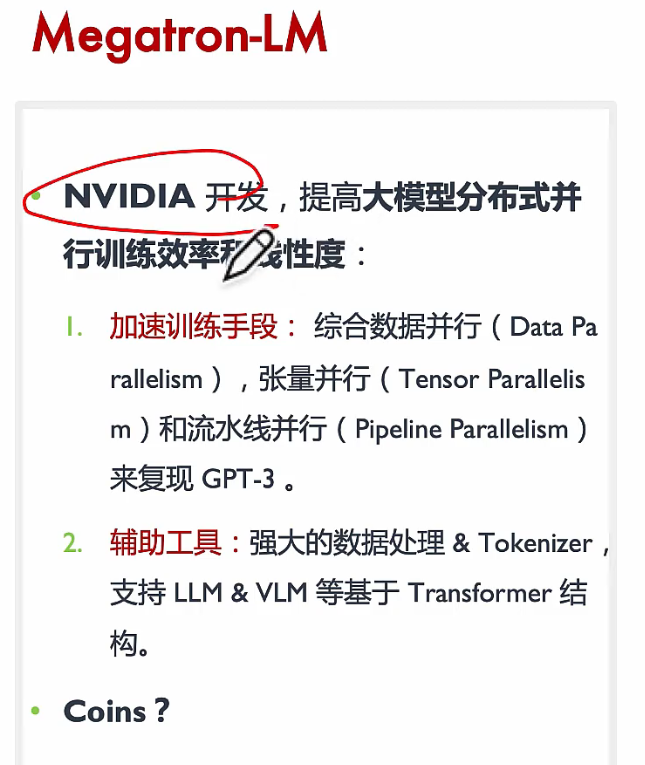 Megatron-LM
• NVIDIA 开发，提高大模型分布式并
行训练效率和线性度：
1. 加速训练手段： 综合数据并行（Data Pa
rallelism），张量并行（Tensor Parallelis
m）和流水线并行（Pipeline Parallelism）
来复现 GPT-3 。
2. 辅助工具：强大的数据处理 & Tokenizer，
支持 LLM & VLM 等基于 Transformer 结
构。
• Coins？